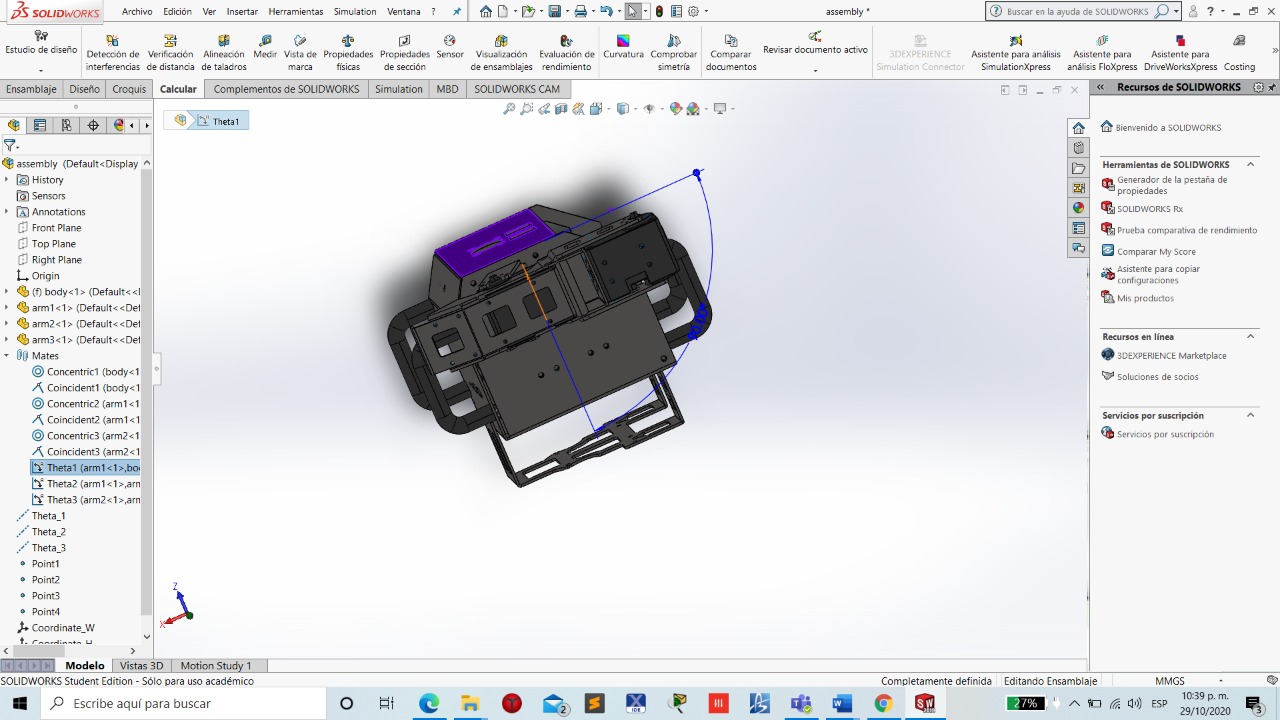 SOLIDWORKS Archivo Edición Ver Insertar Herramientas Simulation Ventana ? assembly * Buscar en la ayuda de SOLIDWORKS ?
Estudio de diseño
Detección de interferencias
Verificación de distancia
Alineación de taladros
Medir
Vista de marca
Propiedades físicas
Propiedades de sección
Sensor
Visualización de ensamblajes
Evaluación de rendimiento
Curvatura
Comprobar simetría
Comparar documentos
Revisar documento activo
3DEXPERIENCE Simulation Connector
Asistente para análisis SimulationXpress
Asistente para análisis FloXpress
Asistente para DriveWorksXpress
Costing
Ensamblaje Diseño Croquis Calcular Complementos de SOLIDWORKS Simulation MBD SOLIDWORKS CAM
Theta1
assembly (Default<Display
History
Sensors
Annotations
Front Plane
Top Plane
Right Plane
Origin
(f) body<1> (Default<<Def
arm1<1> (Default<<Default
arm2<1> (Default<<Default
arm3<1> (Default<<Default
Mates
Concentric1 (body<1
Coincident1 (body<1
Concentric2 (arm1<1
Coincident2 (arm1<1
Concentric3 (arm2<1
Coincident3 (arm2<1
Theta1 (arm1<1>,bo
Theta2 (arm1<1>,arm
Theta3 (arm2<1>,arm
Theta_1
Theta_2
Theta_3
Point1
Point2
Point3
Point4
Coordinate_W
Z
X
Recursos de SOLIDWORKS
Bienvenido a SOLIDWORKS
Herramientas de SOLIDWORKS
Generador de la pestaña de
propiedades
SOLIDWORKS Rx
Prueba comparativa de rendimiento
Comparar My Score
Asistente para copiar
configuraciones
Mis productos
Recursos en línea
3DEXPERIENCE Marketplace
Soluciones de socios
Servicios por suscripción
Servicios por suscripción
Modelo Vistas 3D Motion Study 1
SOLIDWORKS Student Edition - Sólo para uso académico Completamente definida Editando Ensamblaje MMGS
Escribe aquí para buscar 2 IDE 27% ESP 10:39 p. m.
29/10/2020 3